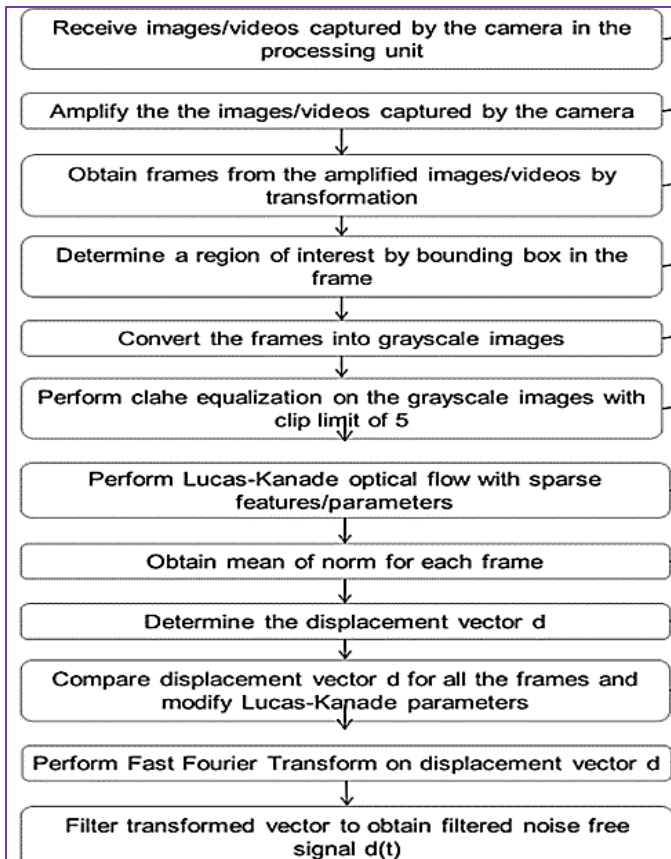 Receive images/videos captured by the camera in the
processing unit
Amplify the the images/videos captured by the camera
Obtain frames from the amplified images/videos by
transformation
Determine a region of interest by bounding box in the
frame
Convert the frames into grayscale images
Perform clahe equalization on the grayscale images with
clip limit of 5
Perform Lucas-Kanade optical flow with sparse
features/parameters
Obtain mean of norm for each frame
Determine the displacement vector d
Compare displacement vector d for all the frames and
modify Lucas-Kanade parameters
Perform Fast Fourier Transform on displacement vector d
Filter transformed vector to obtain filtered noise free
signal d(t)